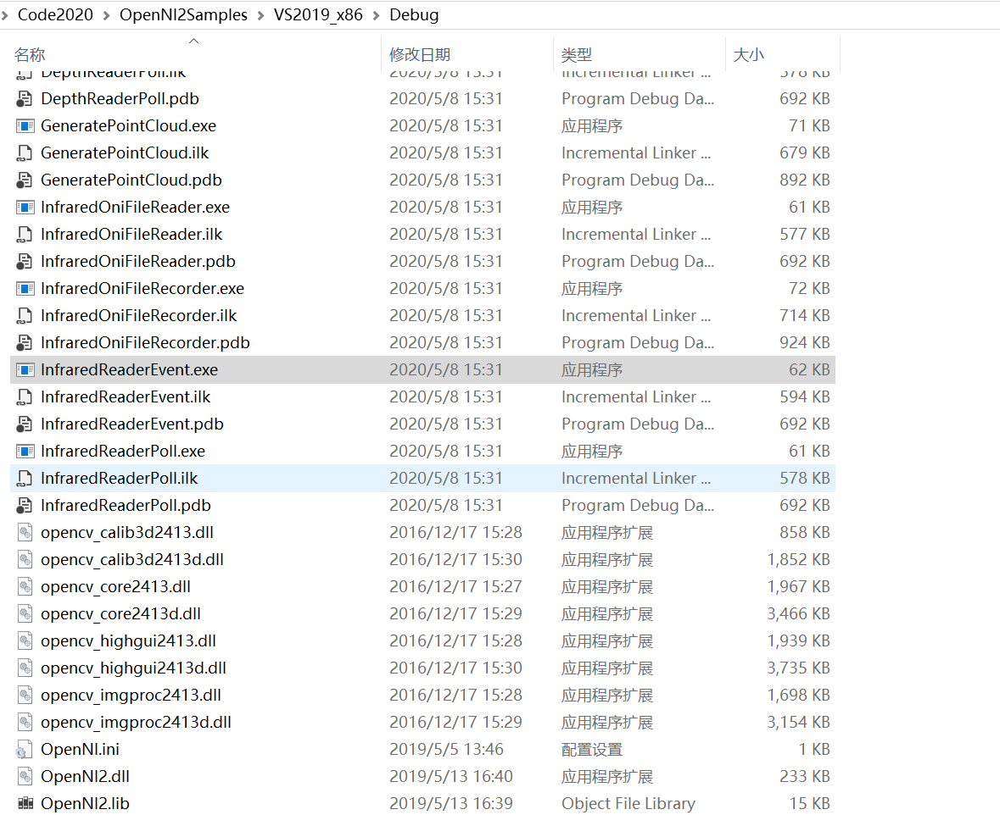 Code2020 > OpenNI2Samples > VS2019_x86 > Debug
名称 修改日期 类型 大小
DepthReaderPoll.ilk 2020/5/8 15:31 Incremental Linker ... 578 KB
DepthReaderPoll.pdb 2020/5/8 15:31 Program Debug Da... 692 KB
GeneratePointCloud.exe 2020/5/8 15:31 应用程序 71 KB
GeneratePointCloud.ilk 2020/5/8 15:31 Incremental Linker ... 679 KB
GeneratePointCloud.pdb 2020/5/8 15:31 Program Debug Da... 892 KB
InfraredOniFileReader.exe 2020/5/8 15:31 应用程序 61 KB
InfraredOniFileReader.ilk 2020/5/8 15:31 Incremental Linker ... 577 KB
InfraredOniFileReader.pdb 2020/5/8 15:31 Program Debug Da... 692 KB
InfraredOniFileRecorder.exe 2020/5/8 15:31 应用程序 72 KB
InfraredOniFileRecorder.ilk 2020/5/8 15:31 Incremental Linker ... 714 KB
InfraredOniFileRecorder.pdb 2020/5/8 15:31 Program Debug Da... 924 KB
InfraredReaderEvent.exe 2020/5/8 15:31 应用程序 62 KB
InfraredReaderEvent.ilk 2020/5/8 15:31 Incremental Linker ... 594 KB
InfraredReaderEvent.pdb 2020/5/8 15:31 Program Debug Da... 692 KB
InfraredReaderPoll.exe 2020/5/8 15:31 应用程序 61 KB
InfraredReaderPoll.ilk 2020/5/8 15:31 Incremental Linker ... 578 KB
InfraredReaderPoll.pdb 2020/5/8 15:31 Program Debug Da... 692 KB
opencv_calib3d2413.dll 2016/12/17 15:28 应用程序扩展 858 KB
opencv_calib3d2413d.dll 2016/12/17 15:30 应用程序扩展 1,852 KB
opencv_core2413.dll 2016/12/17 15:27 应用程序扩展 1,967 KB
opencv_core2413d.dll 2016/12/17 15:29 应用程序扩展 3,466 KB
opencv_highgui2413.dll 2016/12/17 15:28 应用程序扩展 1,939 KB
opencv_highgui2413d.dll 2016/12/17 15:30 应用程序扩展 3,735 KB
opencv_imgproc2413.dll 2016/12/17 15:28 应用程序扩展 1,698 KB
opencv_imgproc2413d.dll 2016/12/17 15:29 应用程序扩展 3,154 KB
OpenNI.ini 2019/5/5 13:46 配置设置 1 KB
OpenNI2.dll 2019/5/13 16:40 应用程序扩展 233 KB
OpenNI2.lib 2019/5/13 16:39 Object File Library 15 KB